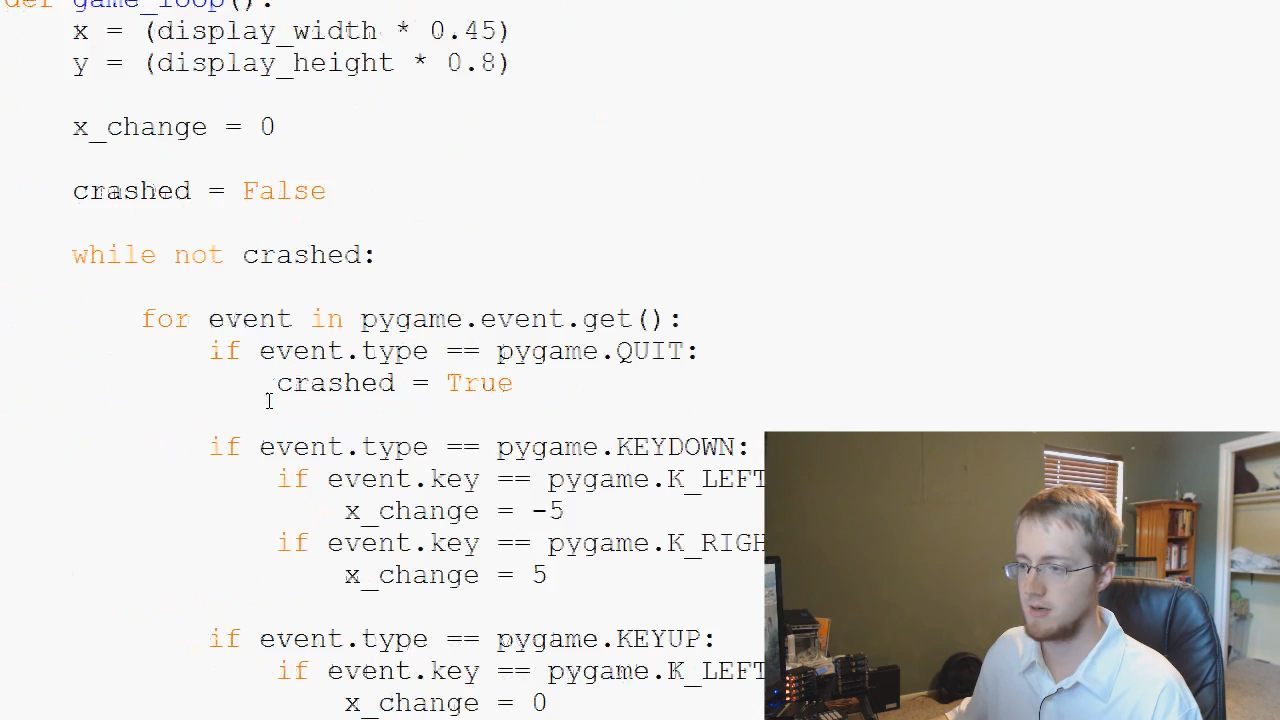 def game_loop():
x = (display_width * 0.45)
y = (display_height * 0.8)
x_change = 0
crashed = False
while not crashed:
for event in pygame.event.get():
if event.type == pygame.QUIT:
crashed = True
if event.type == pygame.KEYDOWN:
if event.key == pygame.K_LEFT
x_change = -5
if event.key == pygame.K_RIGH
x_change = 5
if event.type == pygame.KEYUP:
if event.key == pygame.K_LEFT
x_change = 0